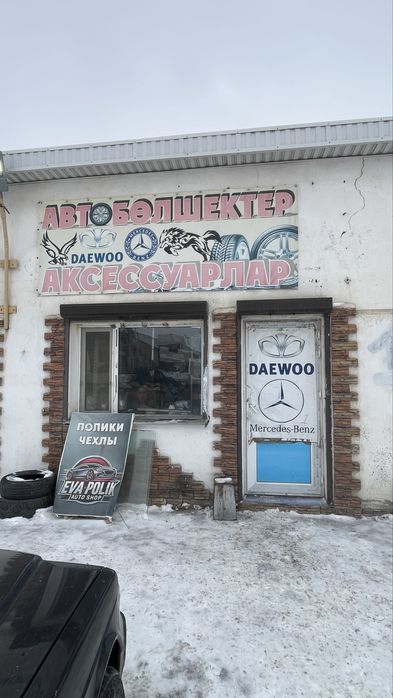 АВТОБӨЛШЕКТЕР
DAEWOO
АКСЕССУАРЛАР
DAEWOO
Mercedes-Benz
ПОЛИКИ
ЧЕХЛЫ
EVA POLIK
AUTO SHOP